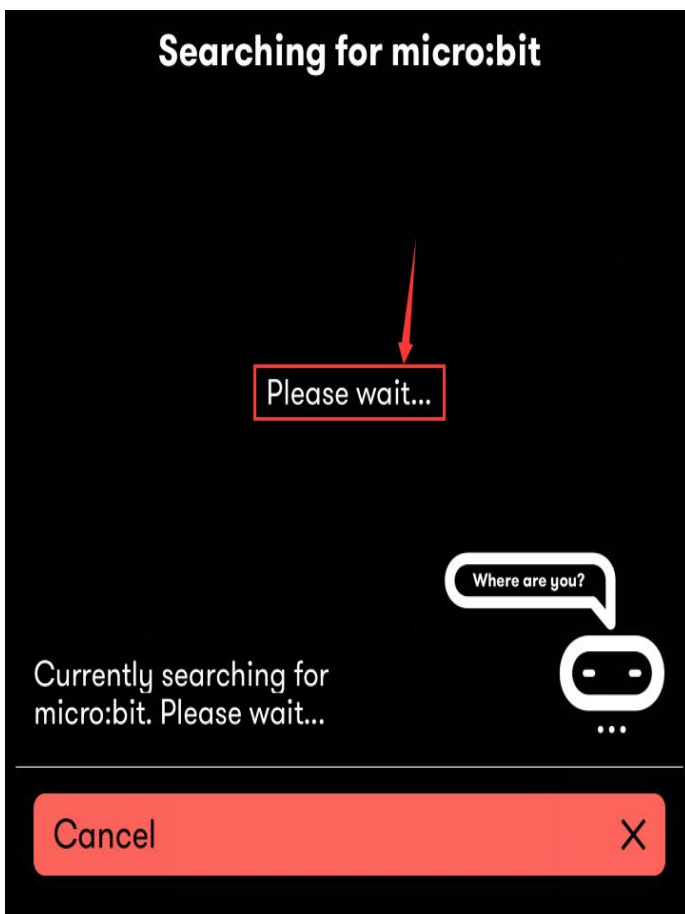 Searching for micro:bit
Please wait...
Where are you?
Currently searching for
micro:bit. Please wait...
Cancel X